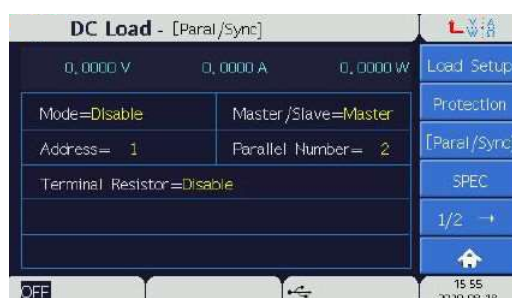 DC Load - [Paral/Sync]
0.0000 V 0.0000 A 0.0000 W
Load Setup
Mode=Disable Master/Slave=Master
Protection
Address= 1 Parallel Number= 2
[Paral/Sync]
Terminal Resistor=Disable
SPEC
1/2 →
OFF
15 55